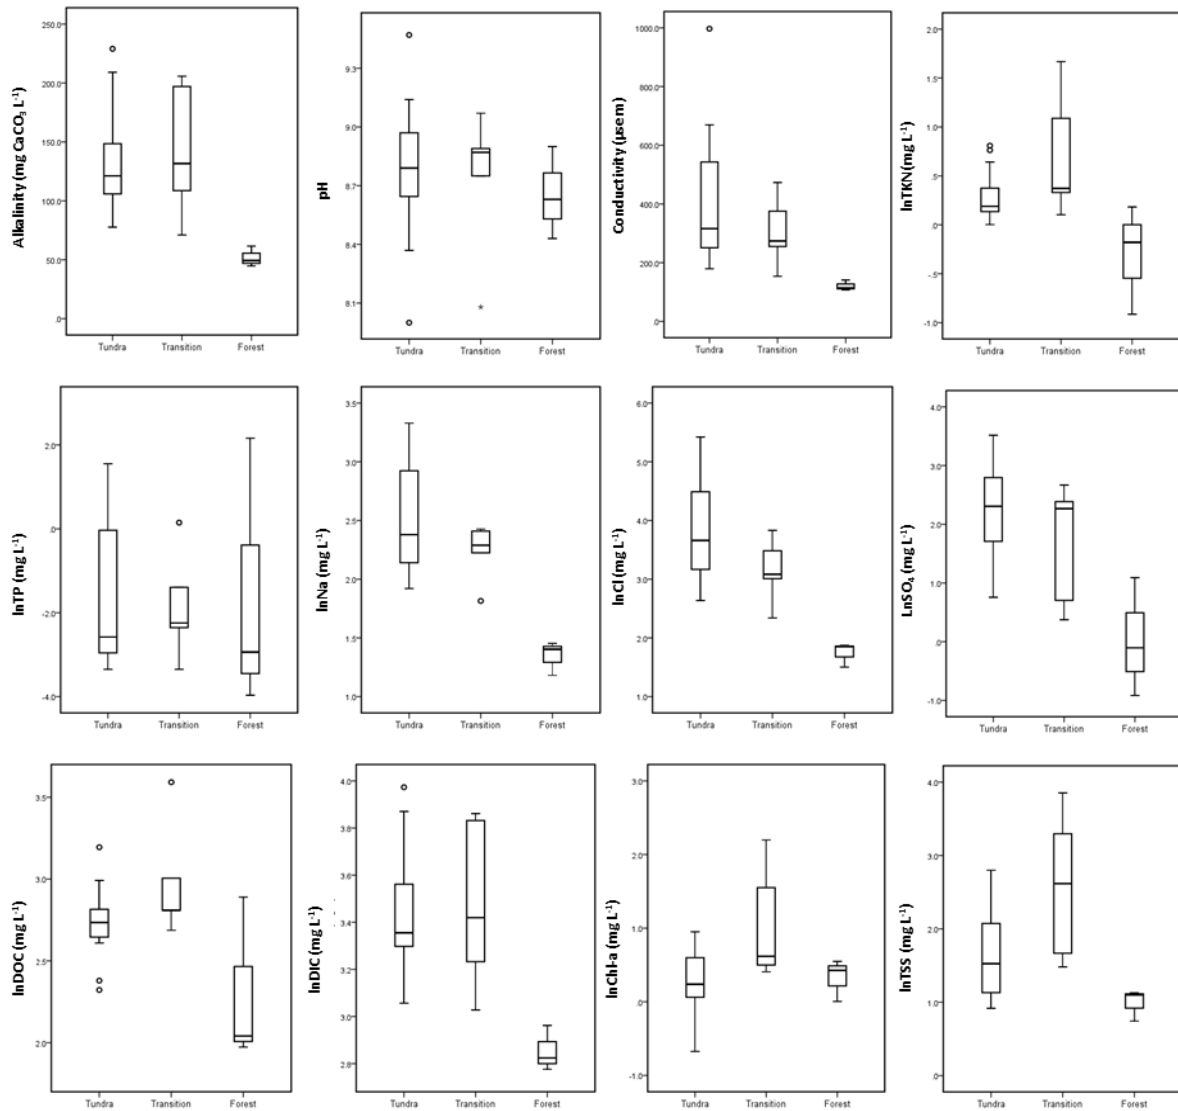 Alkalinity (mg CaCO₃ L⁻¹)
250.0
200.0
150.0
100.0
50.0
.0
Tundra Transition Forest
pH
9.3
9.0
8.7
8.4
8.1
*
Tundra Transition Forest
Conductivity (µsem)
1000.0
800.0
600.0
400.0
200.0
.0
Tundra Transition Forest
lnTKN(mg L⁻¹)
2.0
1.5
1.0
.5
.0
-.5
-1.0
Tundra Transition Forest
lnTP(mg L⁻¹)
2.0
.0
-2.0
-4.0
Tundra Transition Forest
lnNa (mg L⁻¹)
3.5
3.0
2.5
2.0
1.5
1.0
Tundra Transition Forest
lnCl (mg L⁻¹)
6.0
5.0
4.0
3.0
2.0
1.0
Tundra Transition Forest
LnSO₄ (mg L⁻¹)
4.0
3.0
2.0
1.0
.0
-1.0
Tundra Transition Forest
lnDOC (mg L⁻¹)
3.5
3.0
2.5
2.0
Tundra Transition Forest
lnDIC (mg L⁻¹)
4.0
3.8
3.6
3.4
3.2
3.0
2.8
Tundra Transition Forest
lnChl-a (mg L⁻¹)
3.0
2.0
1.0
.0
-1.0
Tundra Transition Forest
lnTSS (mg L⁻¹)
4.0
3.0
2.0
1.0
.0
Tundra Transition Forest